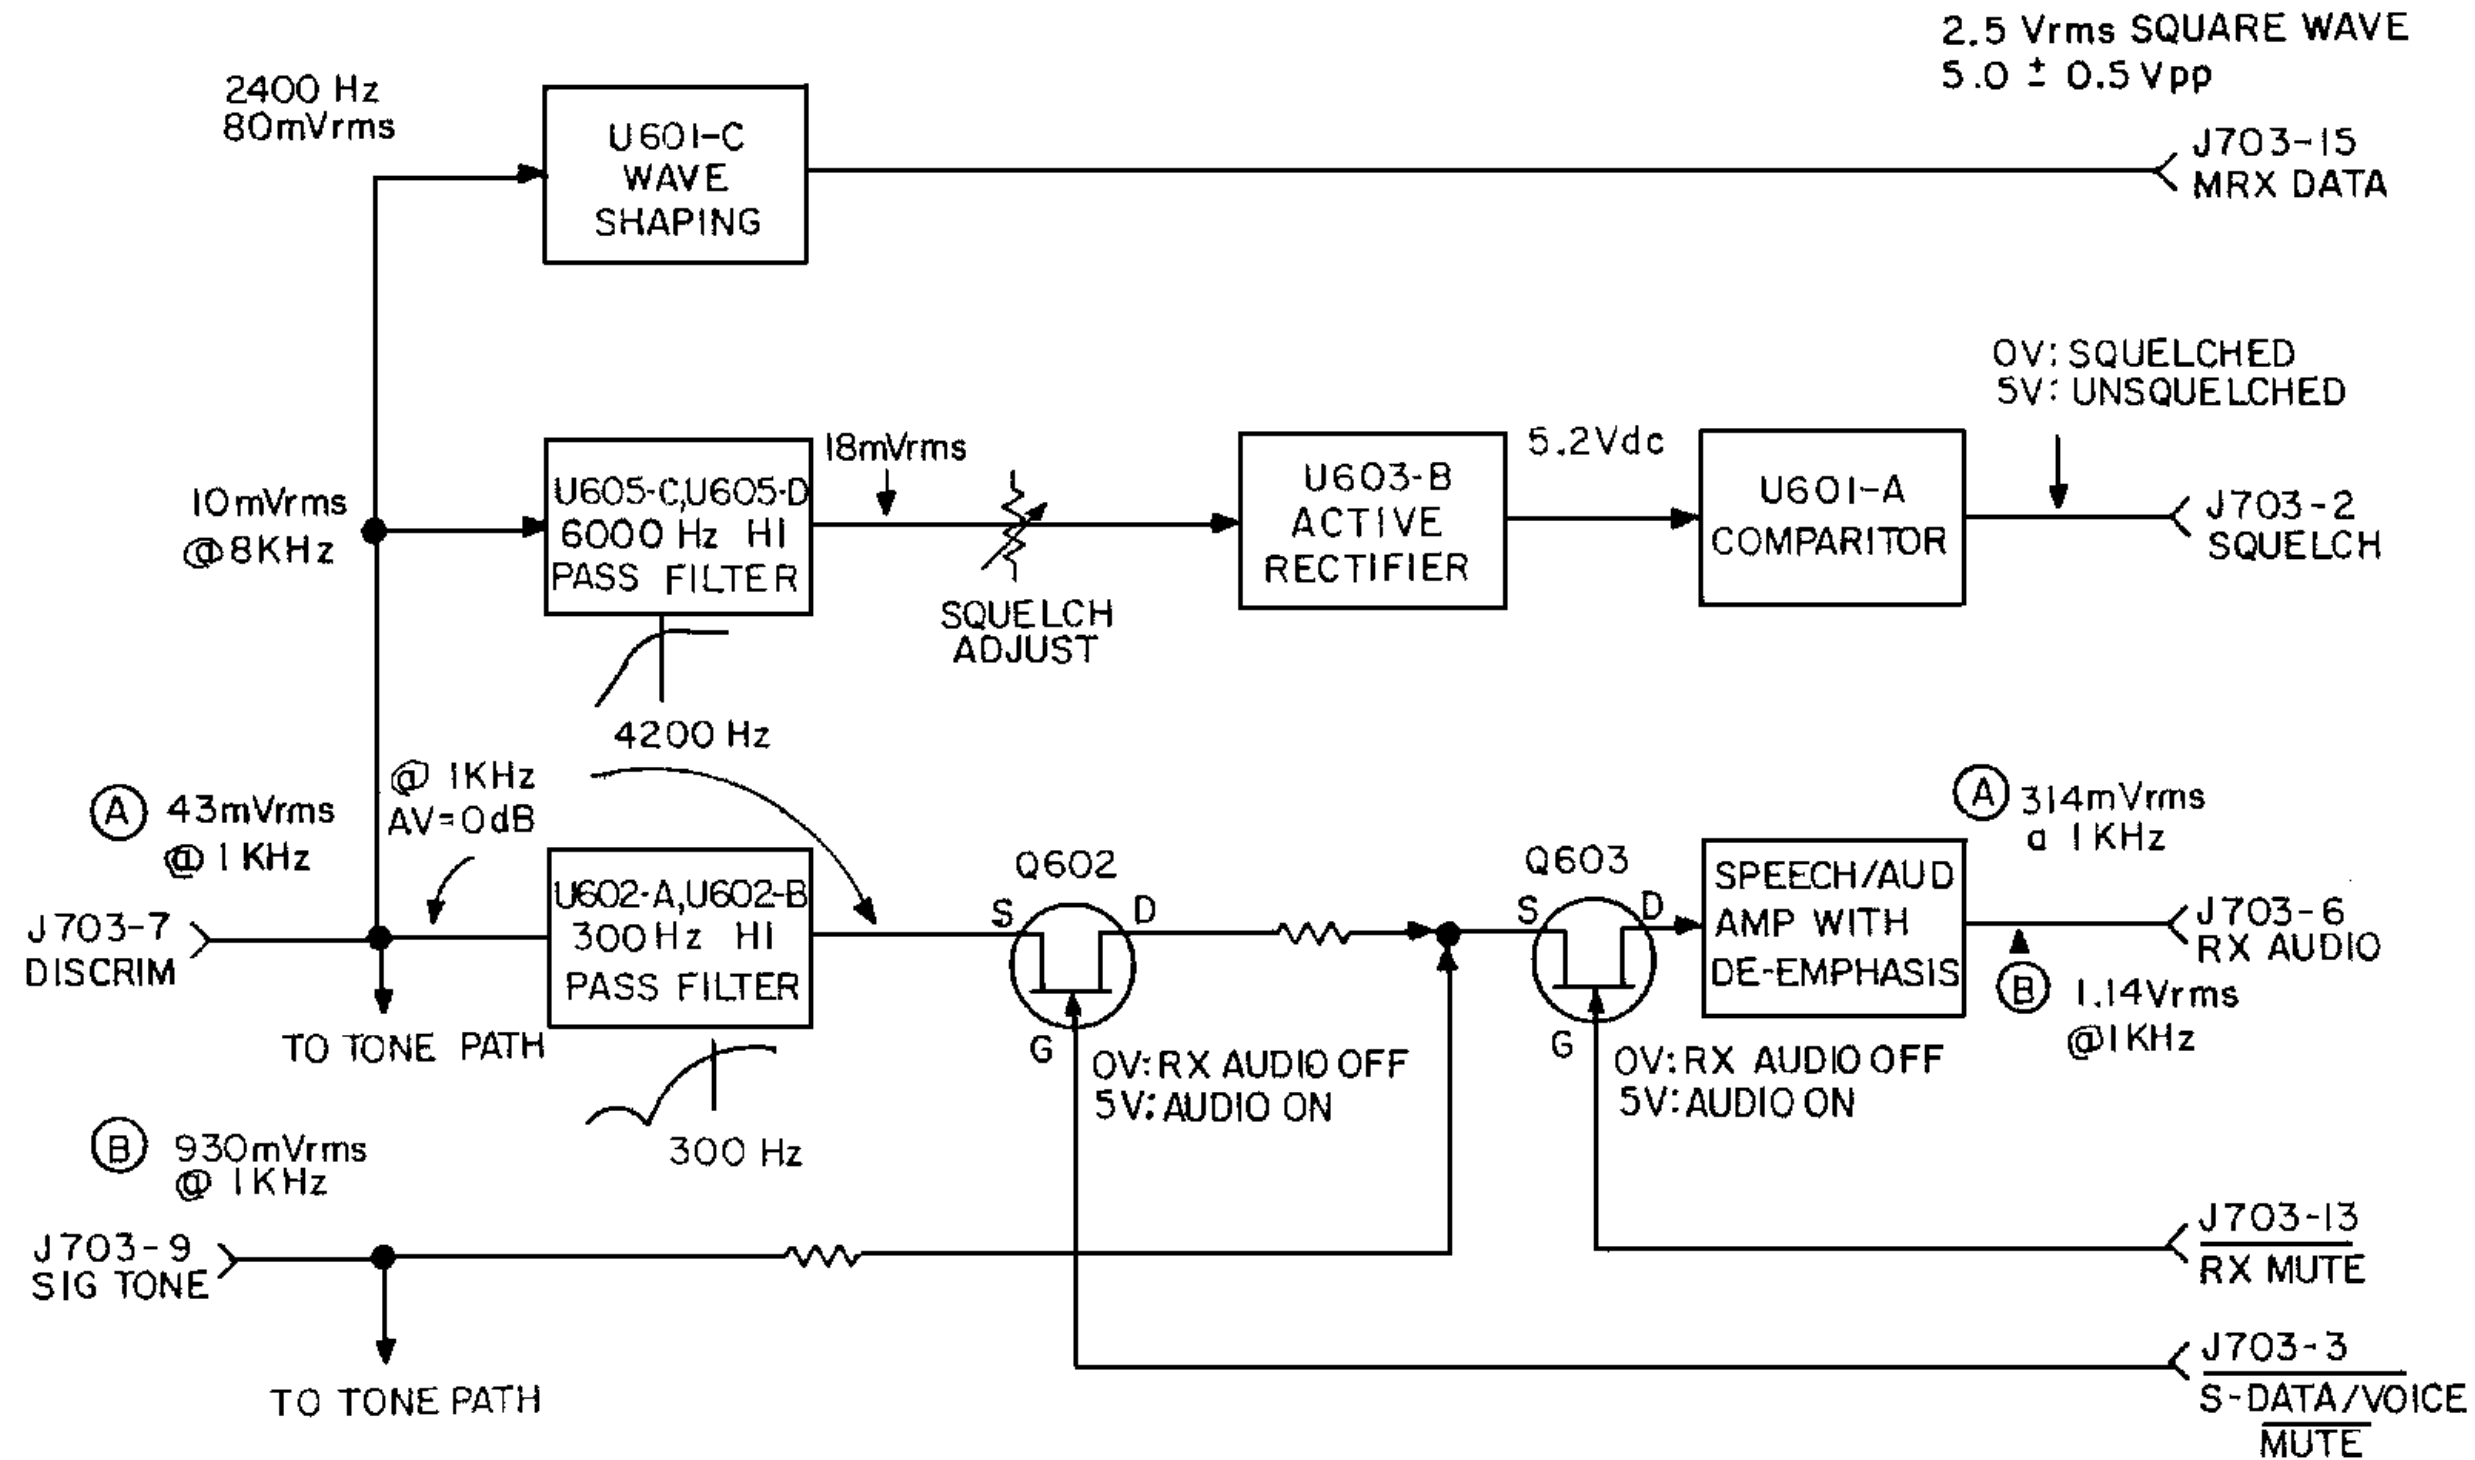 2.5 Vrms SQUARE WAVE
5.0 ± 0.5 Vpp
2400 Hz
80mVrms
U601-C
WAVE
SHAPING
J703-15
MRX DATA
0V: SQUELCHED
5V: UNSQUELCHED
10mVrms
@8KHz
U605-C,U605-D
6000 Hz HI
PASS FILTER
18mVrms
SQUELCH
ADJUST
U603-B
ACTIVE
RECTIFIER
5.2Vdc
U601-A
COMPARITOR
J703-2
SQUELCH
4200 Hz
@ 1KHz
AV=0dB
A 43mVrms
@ 1KHz
J703-7
DISCRIM
TO TONE PATH
U602-A,U602-B
300Hz HI
PASS FILTER
300 Hz
Q602
S
D
G
0V: RX AUDIO OFF
5V: AUDIO ON
Q603
S
D
G
0V: RX AUDIO OFF
5V: AUDIO ON
SPEECH/AUD
AMP WITH
DE-EMPHASIS
A 314mVrms
a 1KHz
J703-6
RX AUDIO
B 1.14Vrms
@1KHz
B 930mVrms
@ 1KHz
J703-9
SIG TONE
TO TONE PATH
J703-13
RX MUTE
J703-3
S-DATA/VOICE
MUTE